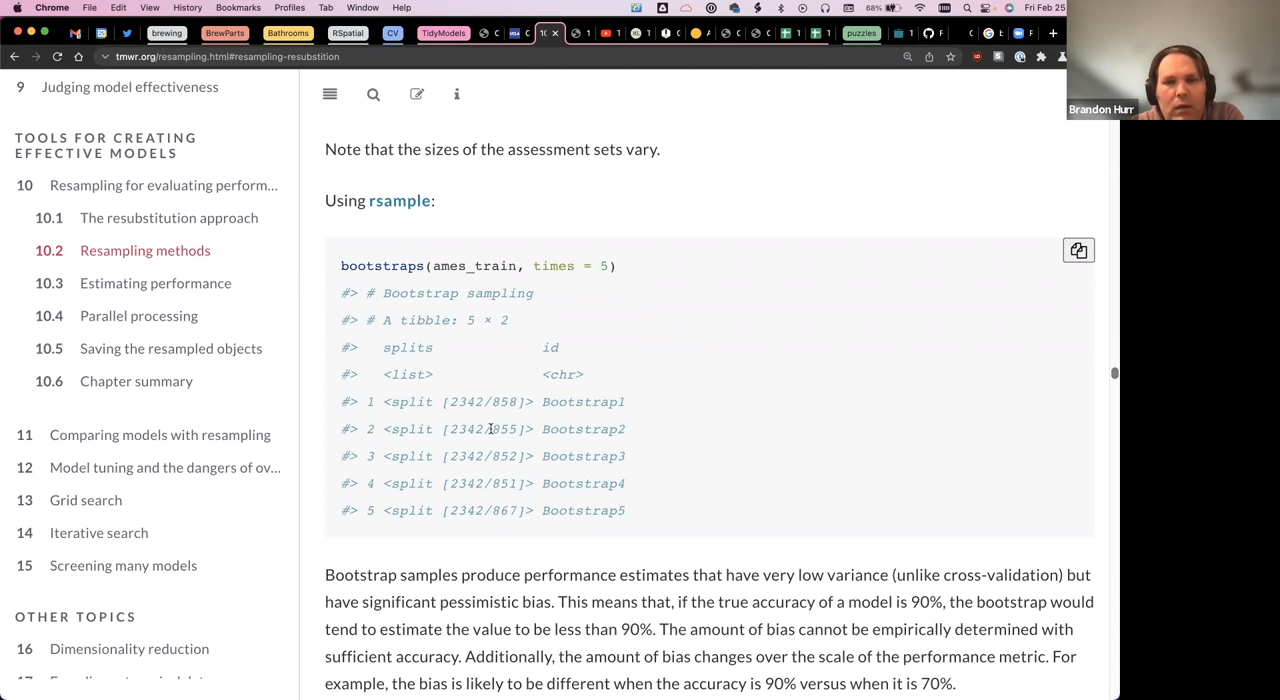 Chrome File Edit View History Bookmarks Profiles Tab Window Help
68% Fri Feb 25
brewing BrewParts Bathrooms RSpatial CV TidyModels puzzles
tmwr.org/resampling.html#resampling-resubstition
Brandon Hurr
9 Judging model effectiveness
TOOLS FOR CREATING
EFFECTIVE MODELS
10 Resampling for evaluating perform...
10.1 The resubstitution approach
10.2 Resampling methods
10.3 Estimating performance
10.4 Parallel processing
10.5 Saving the resampled objects
10.6 Chapter summary
11 Comparing models with resampling
12 Model tuning and the dangers of ov...
13 Grid search
14 Iterative search
15 Screening many models
OTHER TOPICS
16 Dimensionality reduction
Note that the sizes of the assessment sets vary.
Using rsample:
bootstraps(ames_train, times = 5)
#> # Bootstrap sampling
#> # A tibble: 5 × 2
#> splits id
#> <list> <chr>
#> 1 <split [2342/858]> Bootstrap1
#> 2 <split [2342/855]> Bootstrap2
#> 3 <split [2342/852]> Bootstrap3
#> 4 <split [2342/851]> Bootstrap4
#> 5 <split [2342/867]> Bootstrap5
Bootstrap samples produce performance estimates that have very low variance (unlike cross-validation) but
have significant pessimistic bias. This means that, if the true accuracy of a model is 90%, the bootstrap would
tend to estimate the value to be less than 90%. The amount of bias cannot be empirically determined with
sufficient accuracy. Additionally, the amount of bias changes over the scale of the performance metric. For
example, the bias is likely to be different when the accuracy is 90% versus when it is 70%.